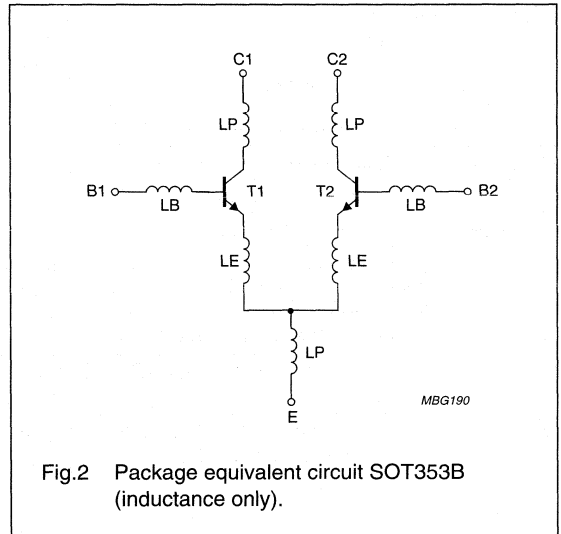 C1 C2
LP LP
B1 T1 T2 B2
LB LB
LE LE
LP
MBG190
E
Fig.2 Package equivalent circuit SOT353B
(inductance only).